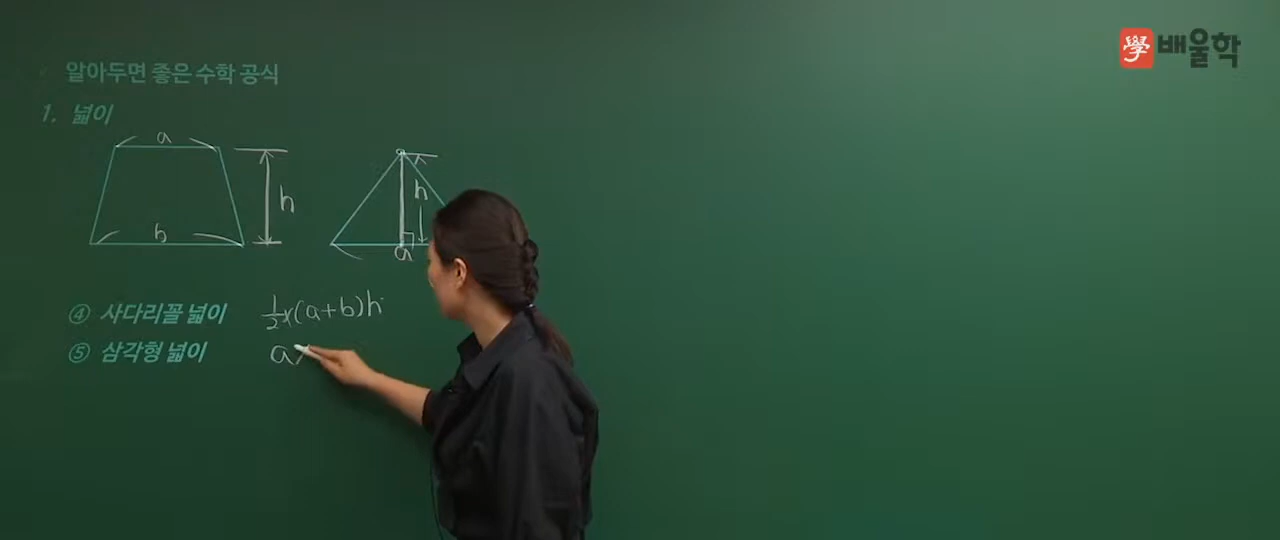 學 배울학
알아두면 좋은 수학 공식
1. 넓이
a
h
b
h
a
④ 사다리꼴 넓이 ½×(a+b)h
⑤ 삼각형 넓이 a×